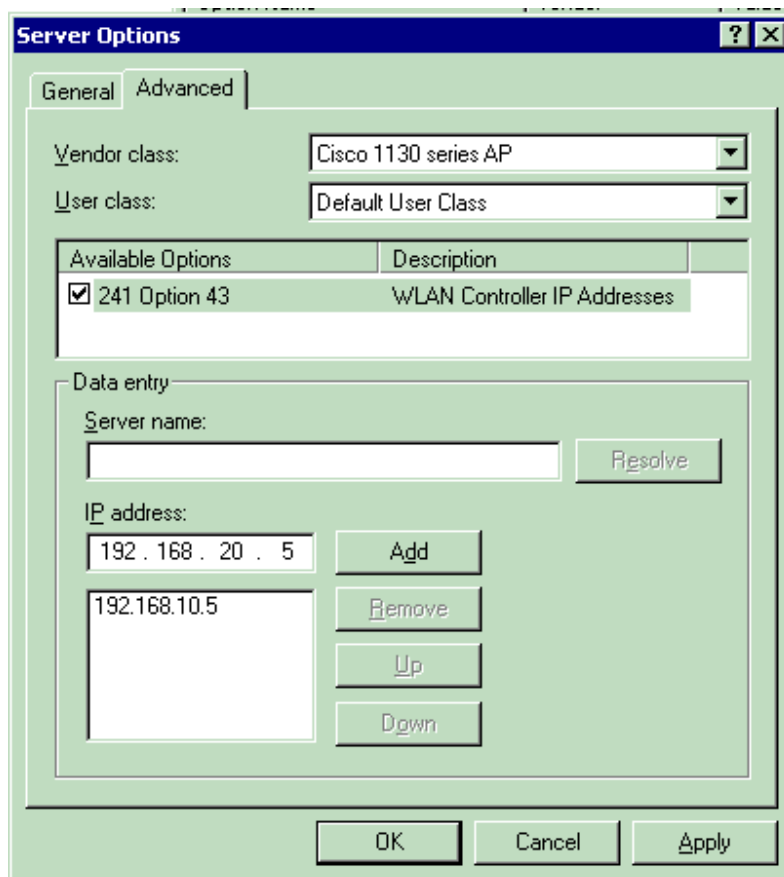 Server Options
General Advanced
Vendor class: Cisco 1130 series AP
User class: Default User Class
Available Options Description
241 Option 43 WLAN Controller IP Addresses
Data entry
Server name:
Resolve
IP address:
192 . 168 . 20 . 5 Add
192.168.10.5 Remove
Up
Down
OK Cancel Apply